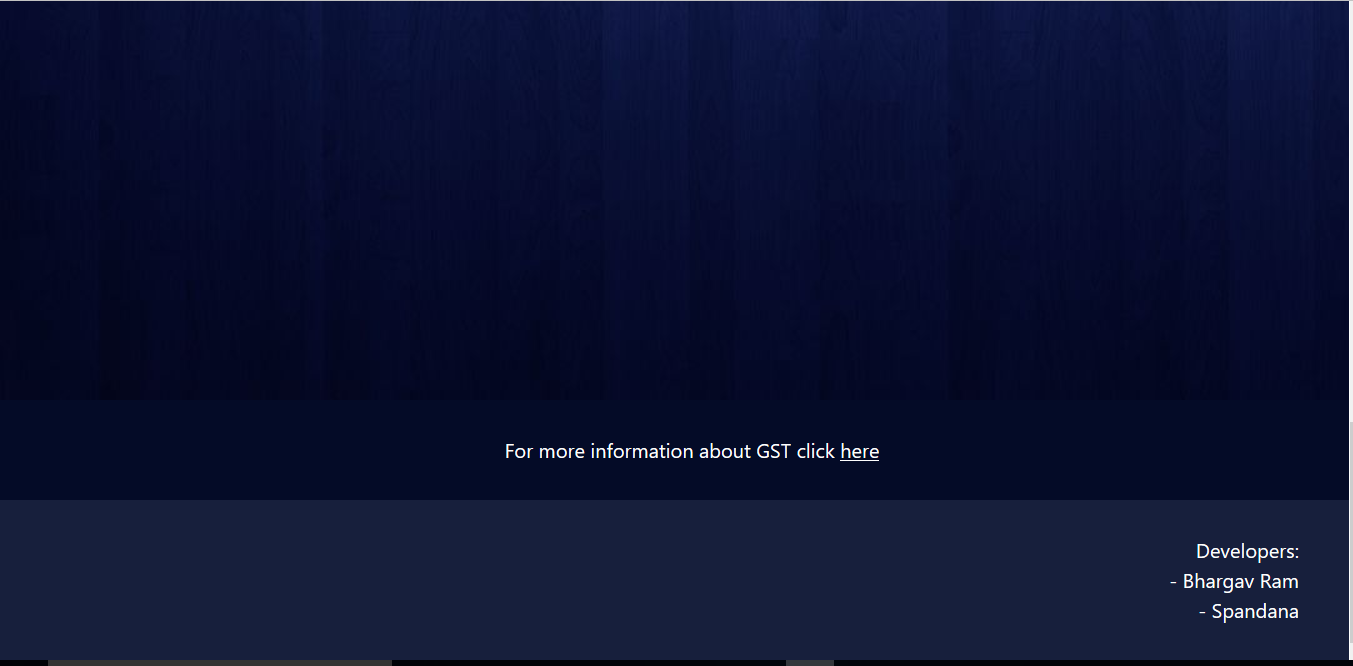 For more information about GST click here
Developers:
- Bhargav Ram
- Spandana